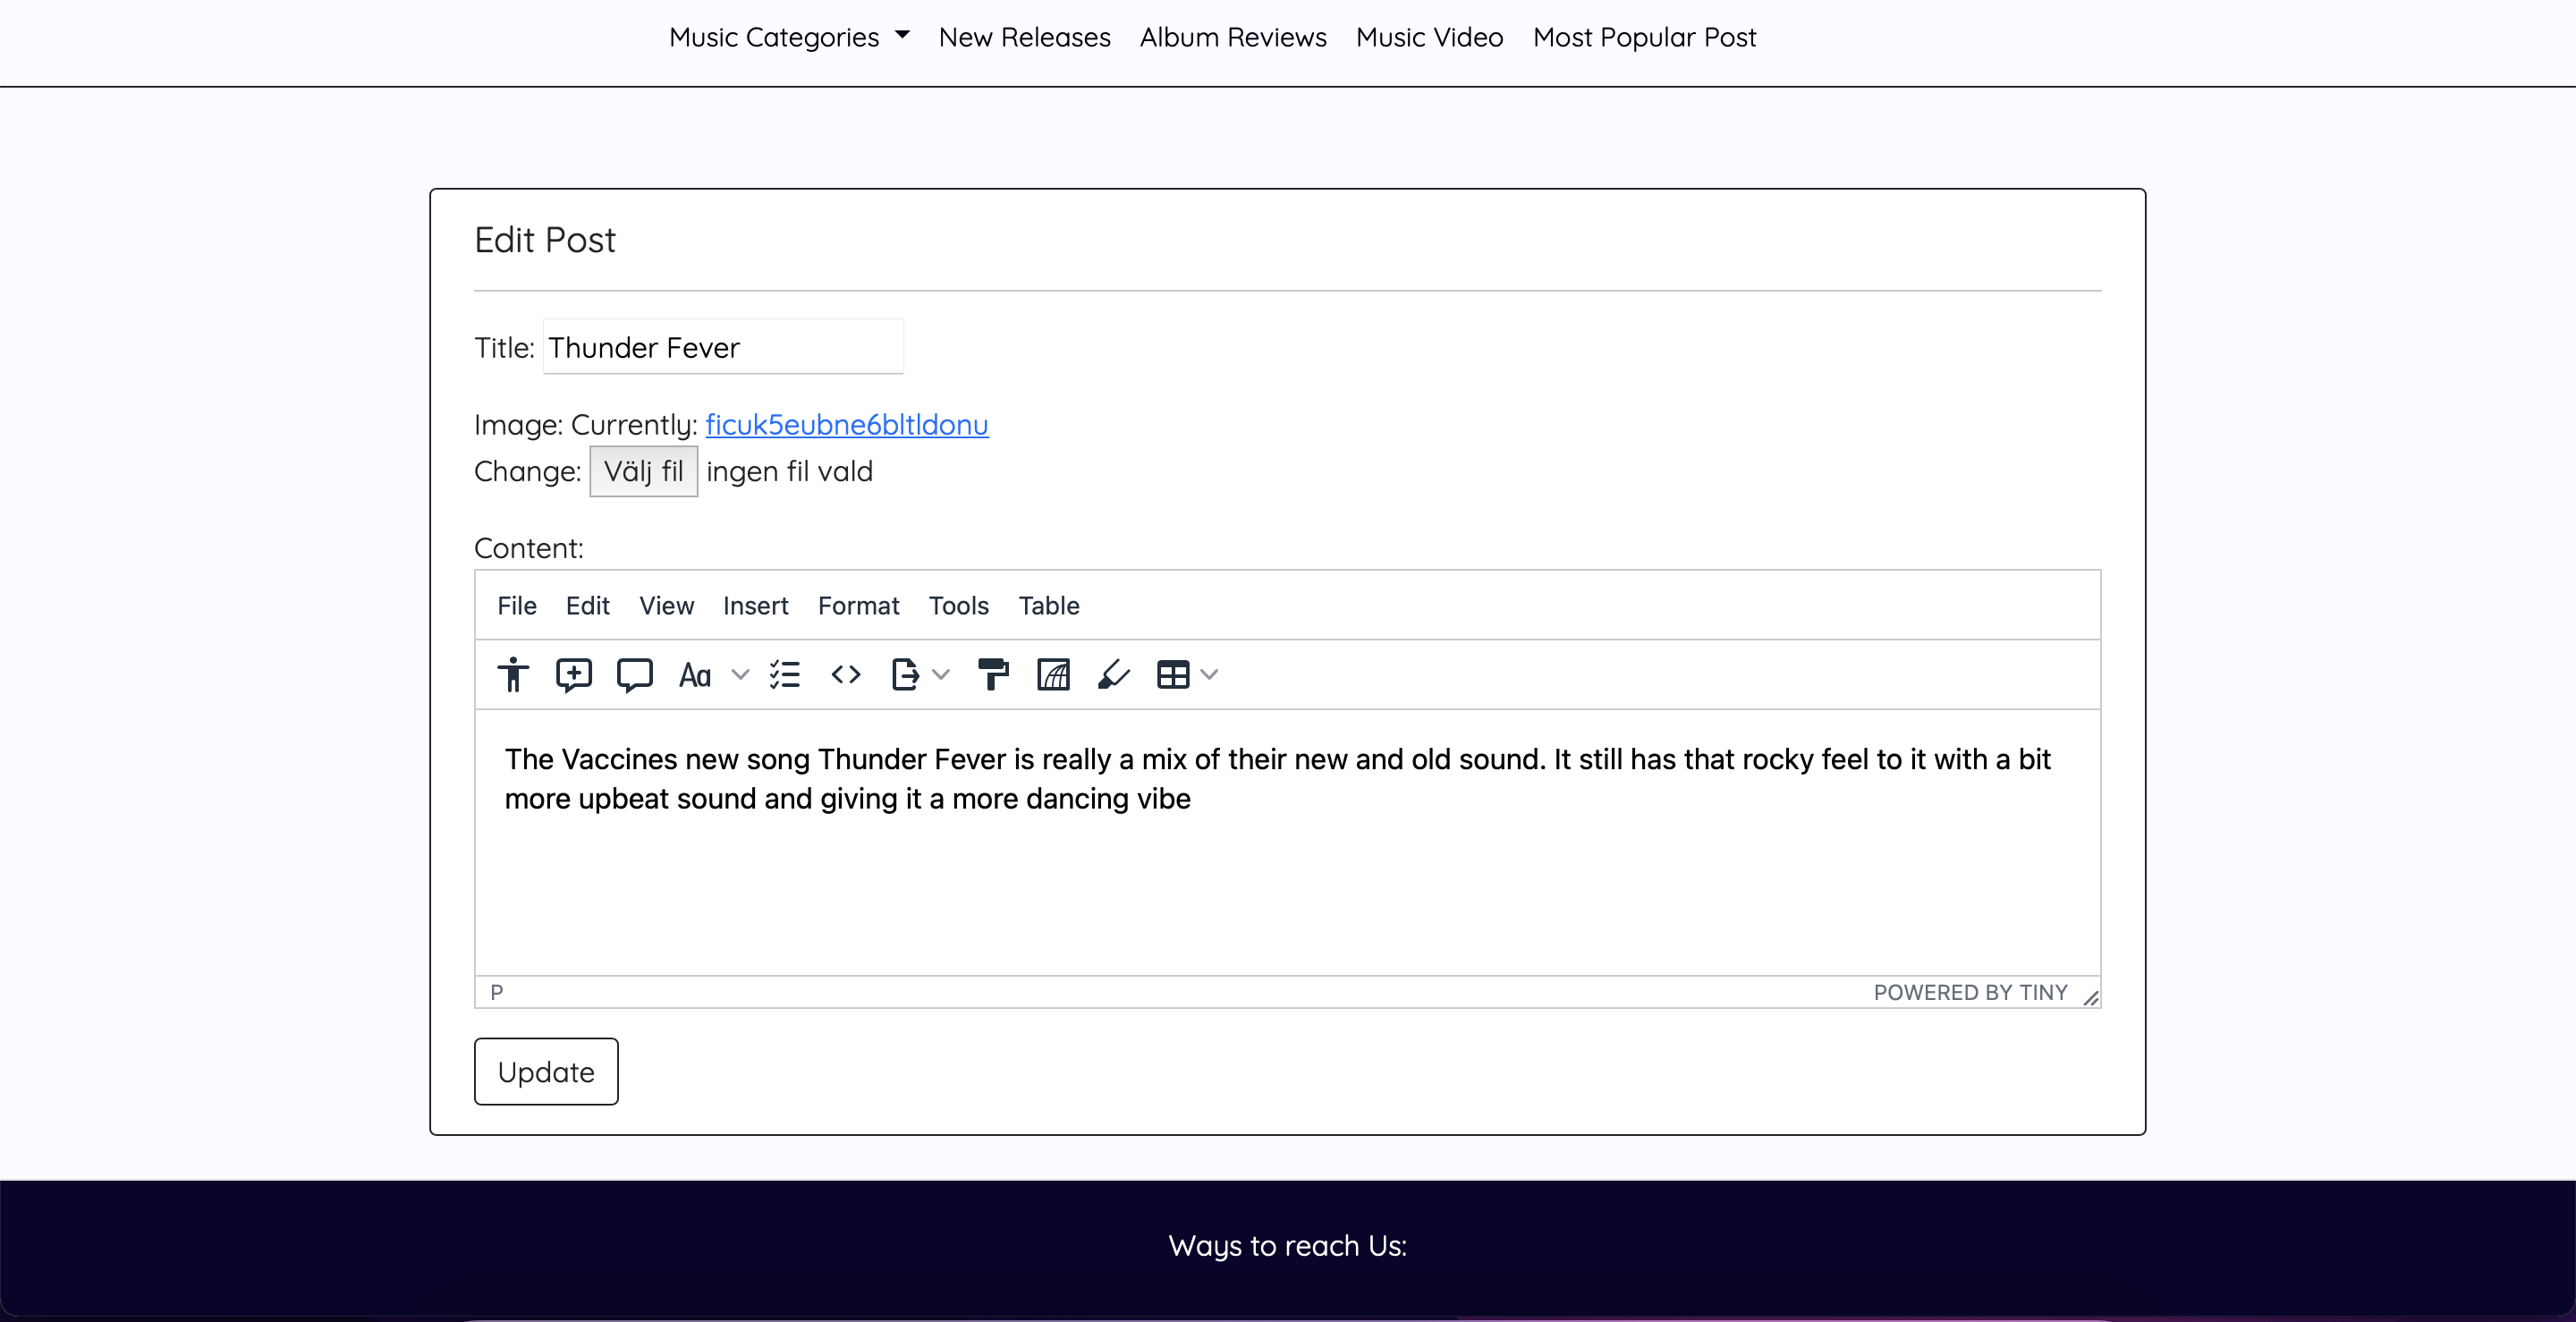 Music Categories New Releases Album Reviews Music Video Most Popular Post
Edit Post
Title: Thunder Fever
Image: Currently: ficuk5eubne6bltldonu
Change: Välj fil ingen fil vald
Content:
File Edit View Insert Format Tools Table
Aa
The Vaccines new song Thunder Fever is really a mix of their new and old sound. It still has that rocky feel to it with a bit
more upbeat sound and giving it a more dancing vibe
P POWERED BY TINY
Update
Ways to reach Us: